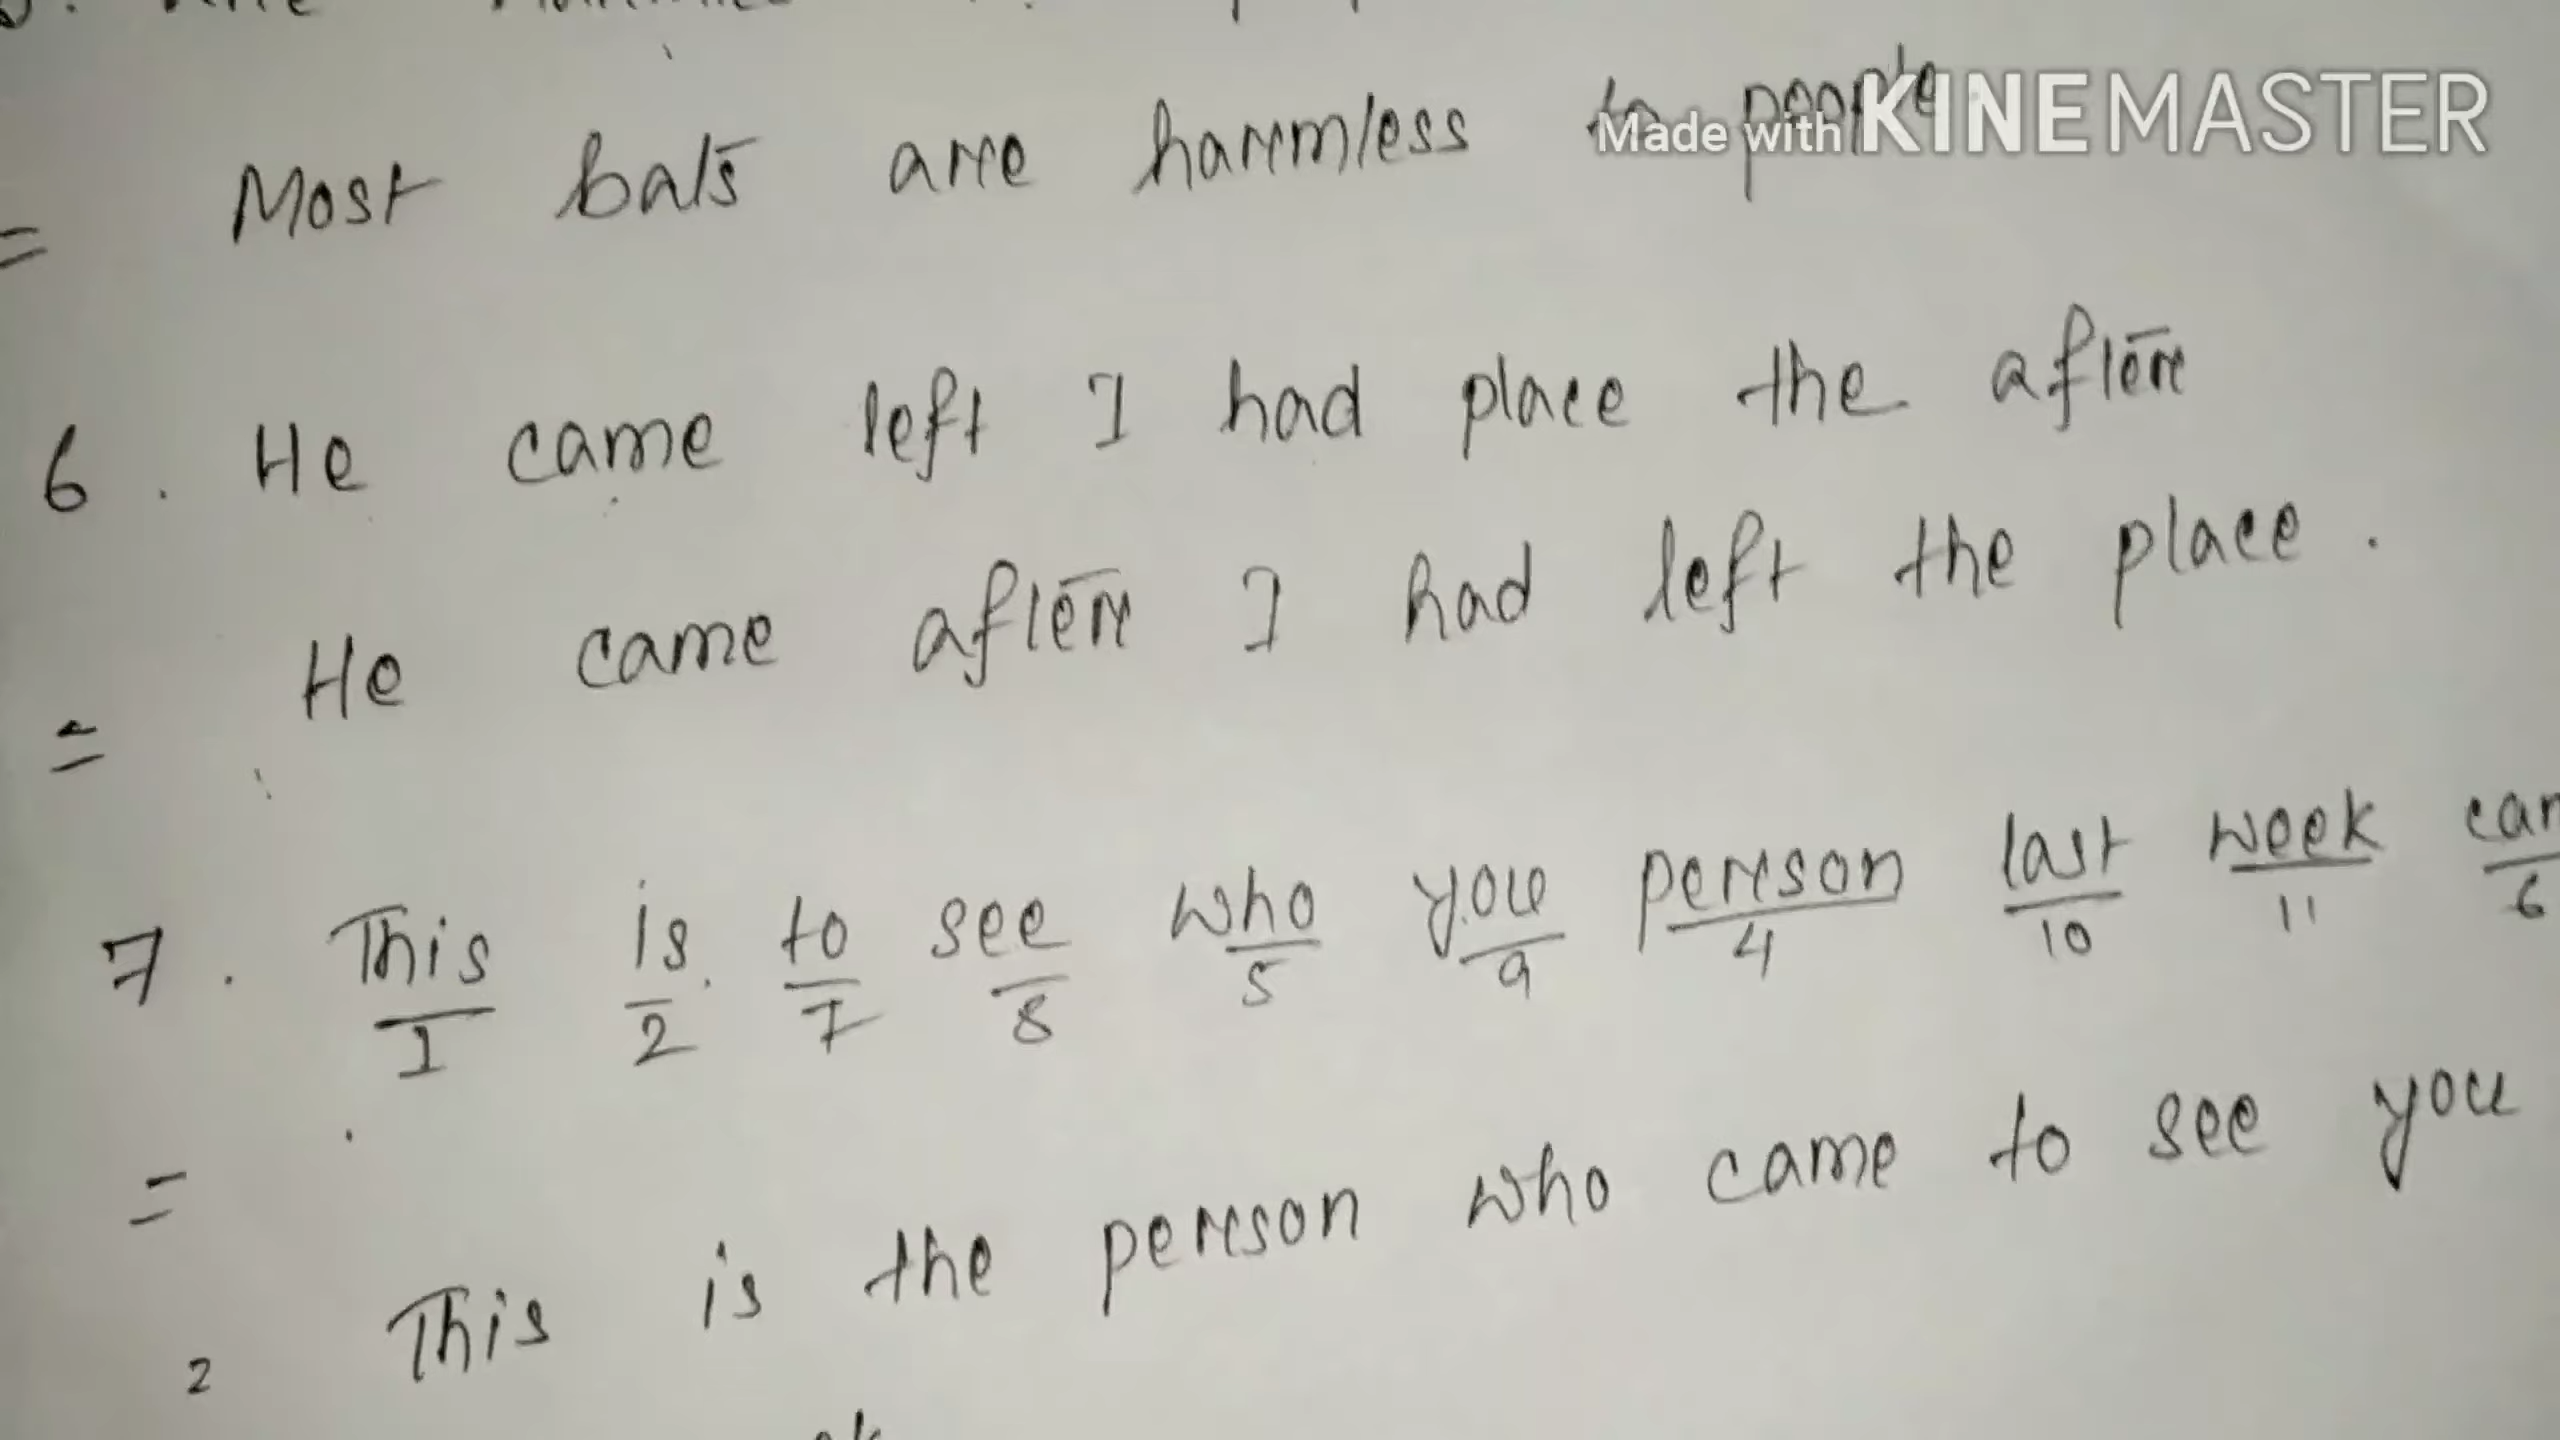 Most bats are harmless to people
Made with KINEMASTER
6. He came left I had place the after
= He came after I had left the place.
7. This is to see who you person last week
1 2 7 8 5 9 4 10 11 6
= This is the person who came to see you
2